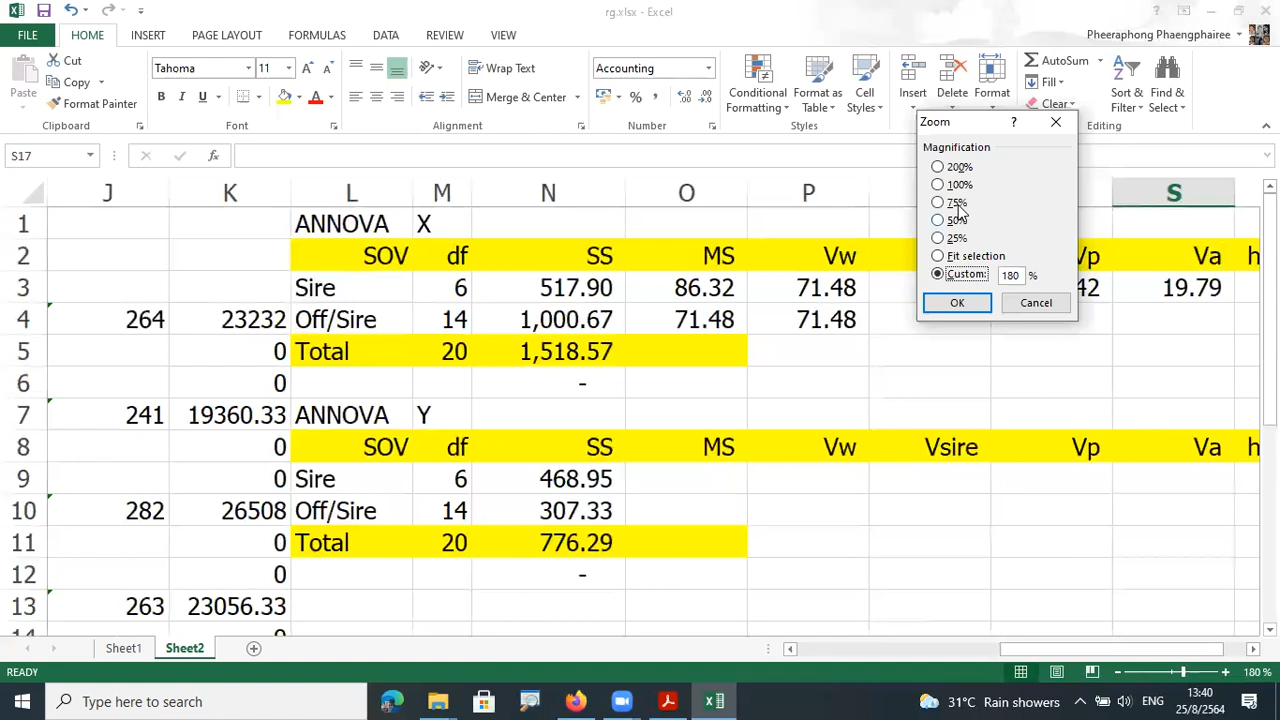 rg.xlsx - Excel
FILE HOME INSERT PAGE LAYOUT FORMULAS DATA REVIEW VIEW Pheeraphong Phaengphairee
Paste Cut Copy Format Painter Clipboard
Tahoma 11 B I U A Font
Wrap Text Merge & Center Alignment
Accounting % Number
Conditional Formatting Format as Table Cell Styles Styles
Insert Delete Format
AutoSum Fill Clear Sort & Filter Find & Select Editing
S17 fx
Zoom ?
Magnification
200%
100%
75%
50%
25%
Fit selection
Custom: 180 %
OK Cancel
J K L M N O P S
1 ANNOVA X
2 SOV df SS MS Vw Vp Va h
3 Sire 6 517.90 86.32 71.48 42 19.79
4 264 23232 Off/Sire 14 1,000.67 71.48 71.48
5 0 Total 20 1,518.57
6 0 -
7 241 19360.33 ANNOVA Y
8 0 SOV df SS MS Vw Vsire Vp Va h
9 0 Sire 6 468.95
10 282 26508 Off/Sire 14 307.33
11 0 Total 20 776.29
12 0 -
13 263 23056.33
14 0
Sheet1 Sheet2
READY 180 %
Type here to search 31°C Rain showers ENG 13:40
25/8/2564